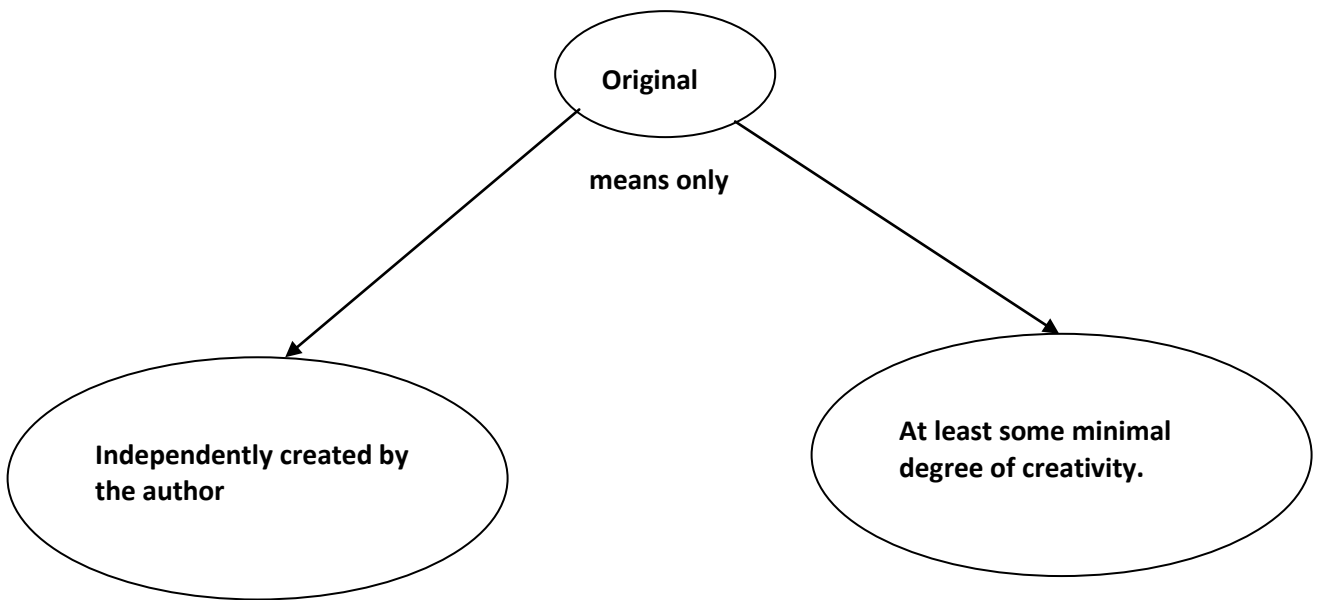 Original
means only
Independently created by
the author
At least some minimal
degree of creativity.